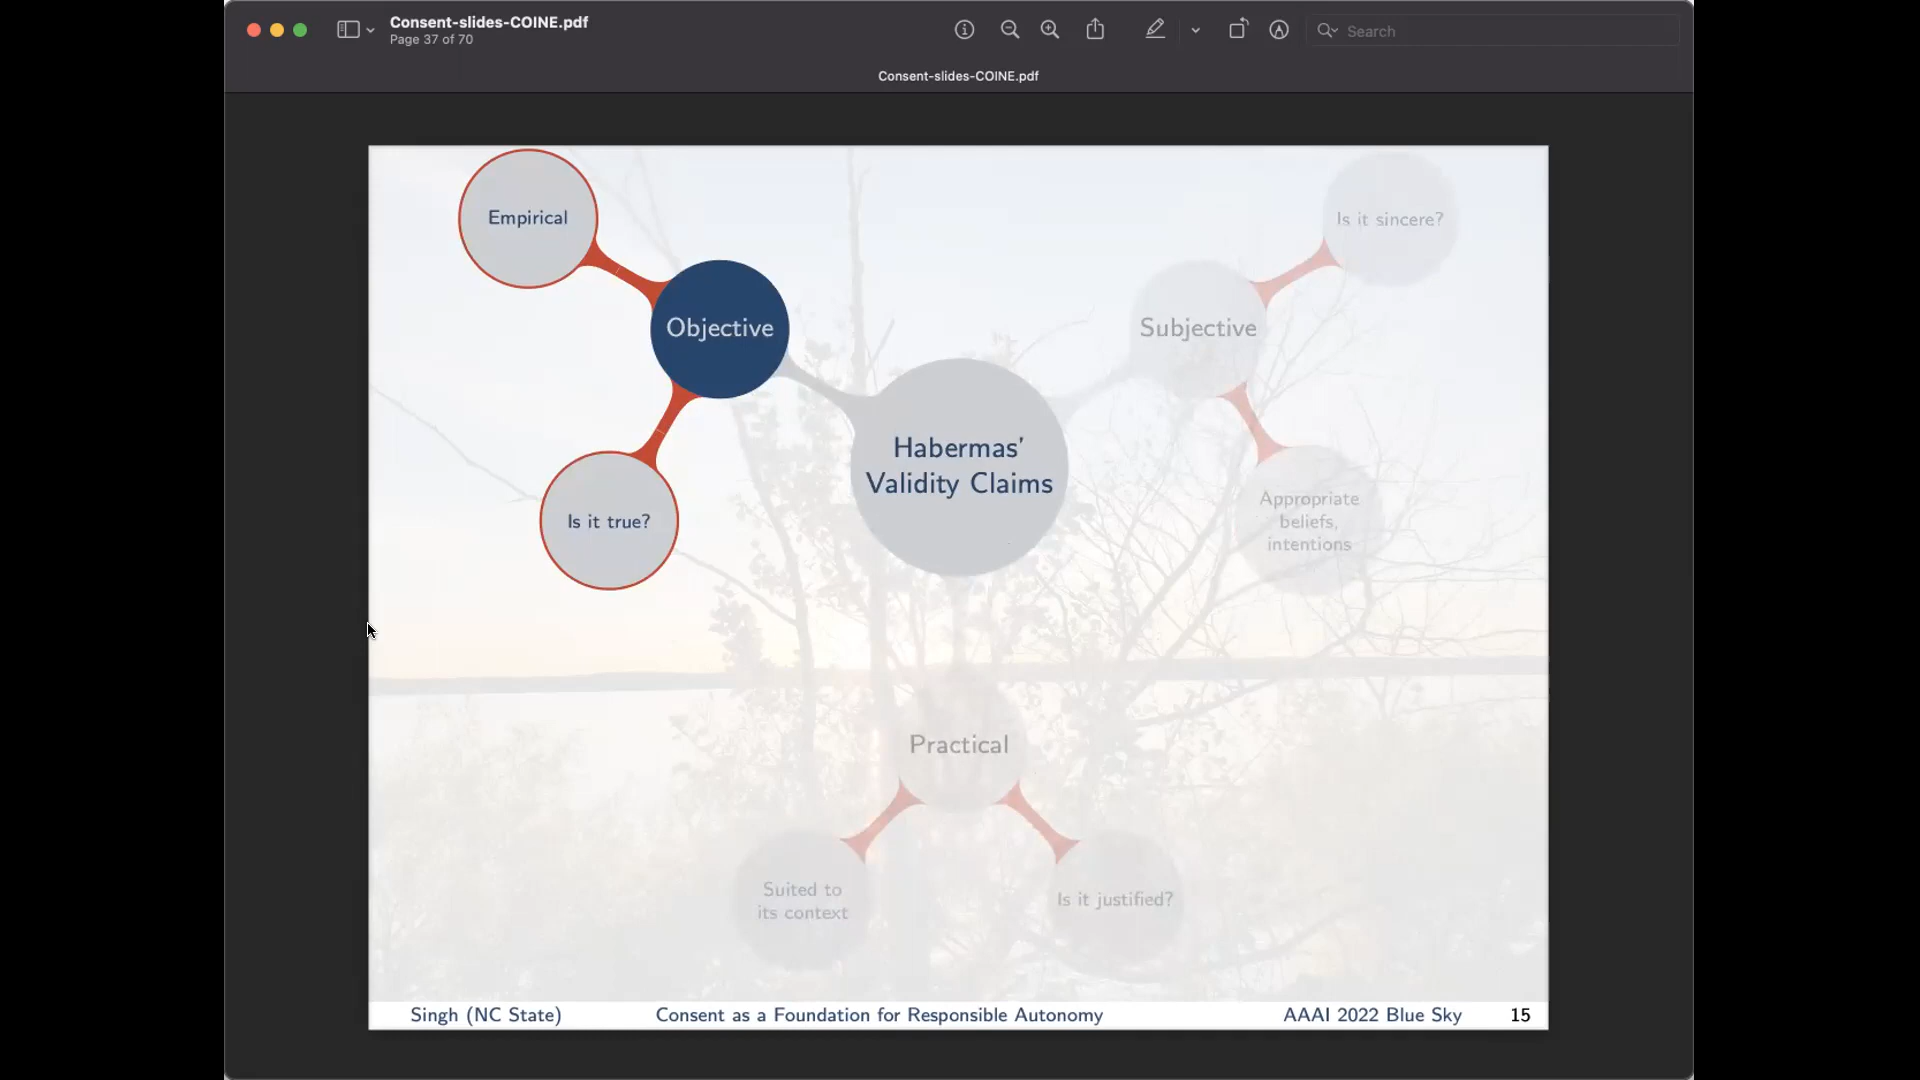 Consent-slides-COINE.pdf
Page 37 of 70
Search
Consent-slides-COINE.pdf
Empirical
Objective
Is it true?
Habermas’
Validity Claims
Is it sincere?
Subjective
Appropriate
beliefs,
intentions
Practical
Suited to
its context
Is it justified?
Singh (NC State)
Consent as a Foundation for Responsible Autonomy
AAAI 2022 Blue Sky
15